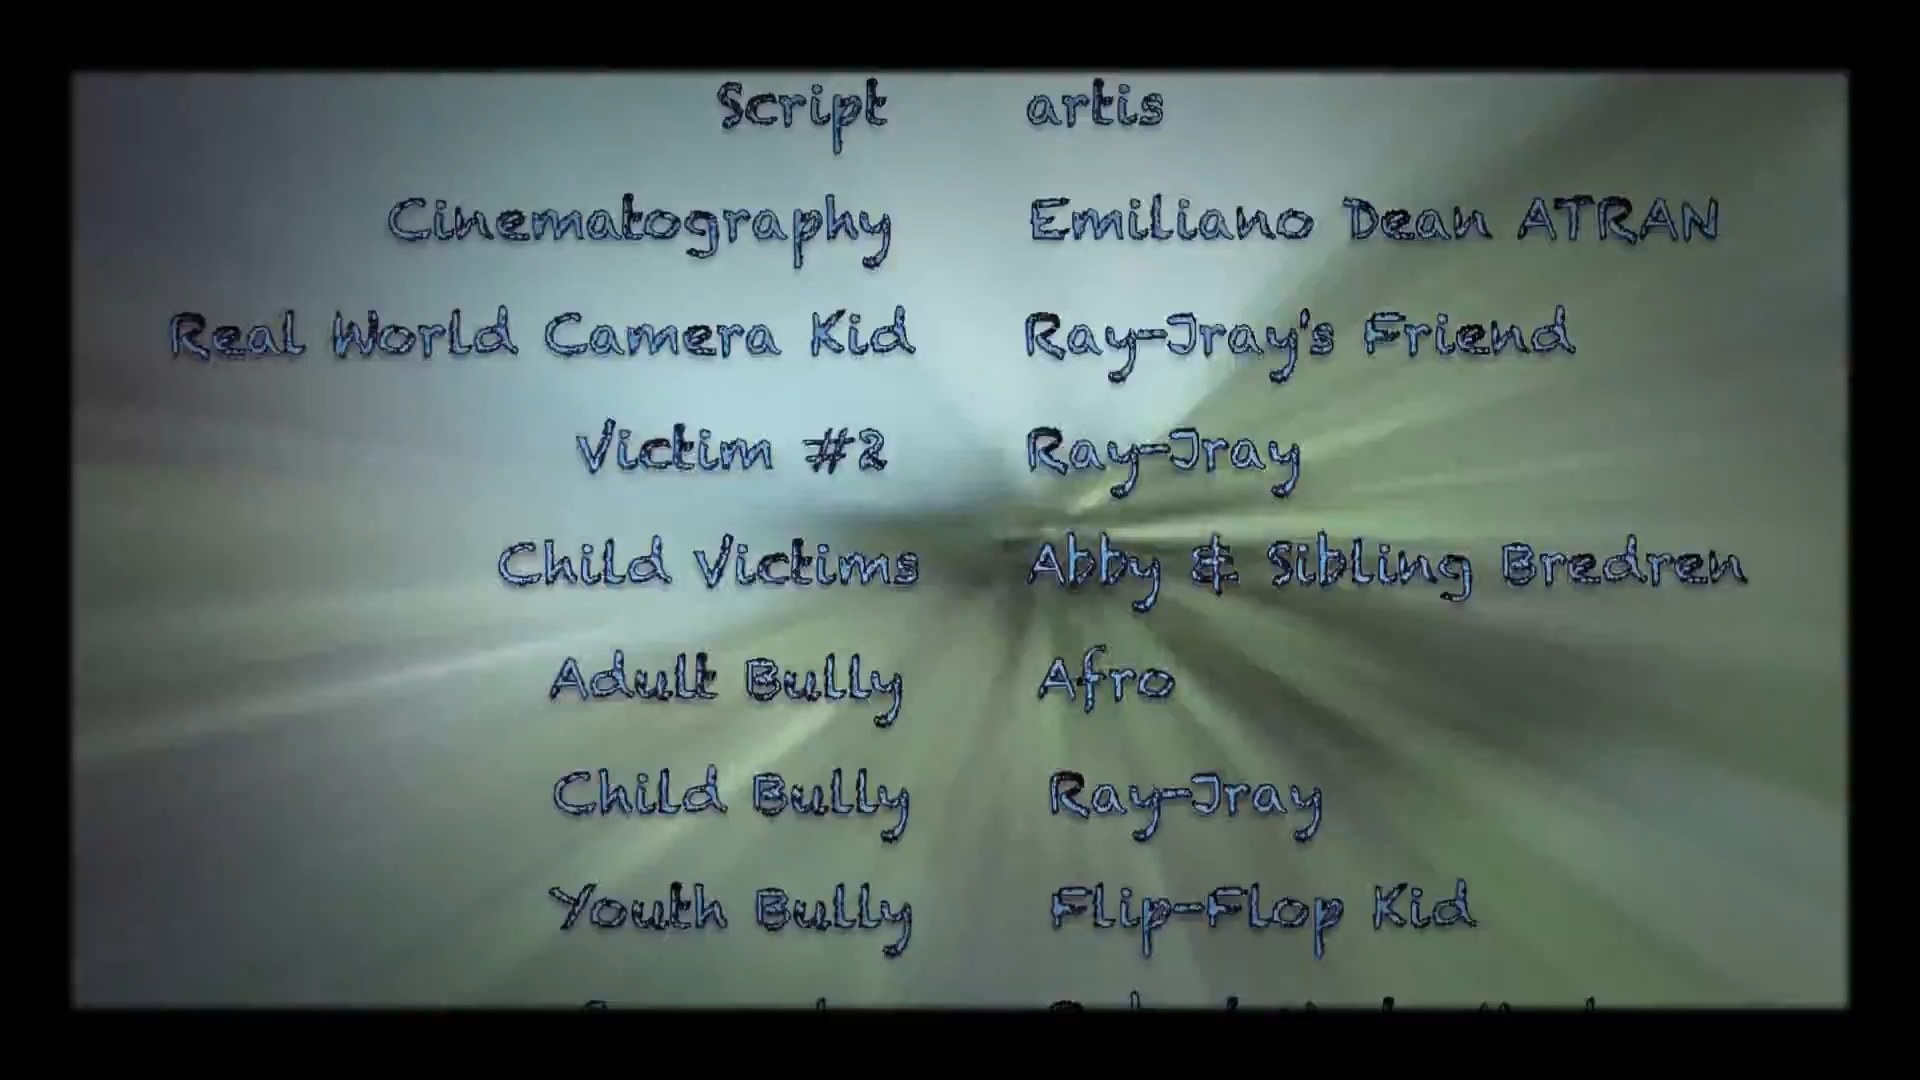 Script artis
Cinematography Emiliano Dean ATRAN
Real World Camera Kid Ray-Jray's Friend
Victim #2 Ray-Jray
Child Victims Abby & Sibling Bredren
Adult Bully Afro
Child Bully Ray-Jray
Youth Bully Flip-Flop Kid